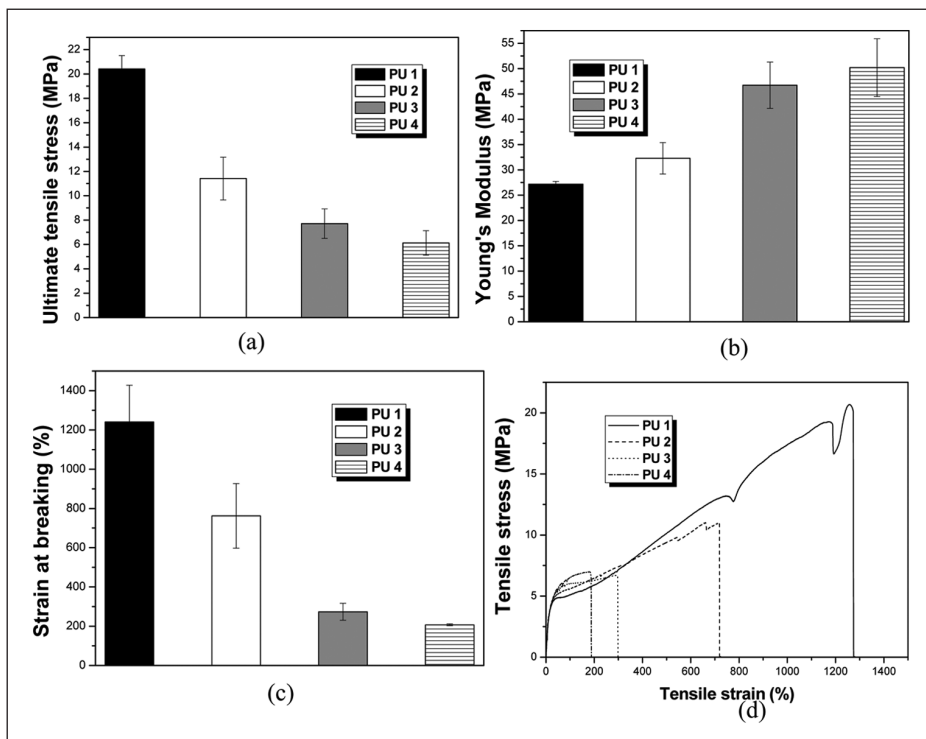 22
20
18
16
14
12
10
8
6
4
2
0
Ultimate tensile stress (MPa)
PU 1
PU 2
PU 3
PU 4
(a)
55
50
45
40
35
30
25
20
15
10
5
0
Young's Modulus (MPa)
PU 1
PU 2
PU 3
PU 4
(b)
1400
1200
1000
800
600
400
200
0
Strain at breaking (%)
PU 1
PU 2
PU 3
PU 4
(c)
20
15
10
5
0
Tensile stress (MPa)
PU 1
PU 2
PU 3
PU 4
0 200 400 600 800 1000 1200 1400
Tensile strain (%)
(d)